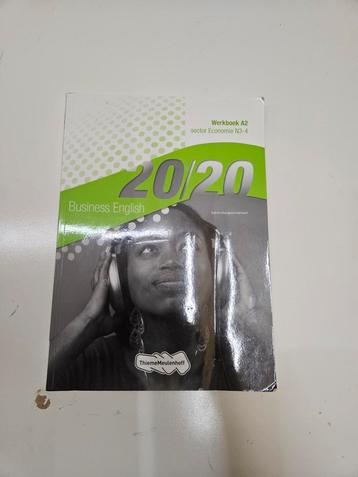 Werkboek A2
sector Economie N3-4
20/20
Business English
ThiemeMeulenhoff